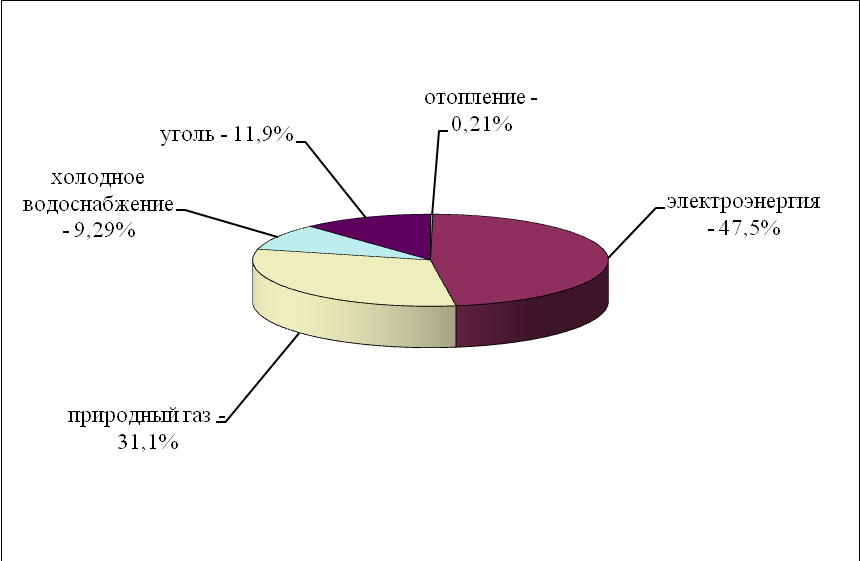 отопление -
0,21%
уголь - 11,9%
холодное
водоснабжение
- 9,29%
электроэнергия
- 47,5%
природный газ -
31,1%